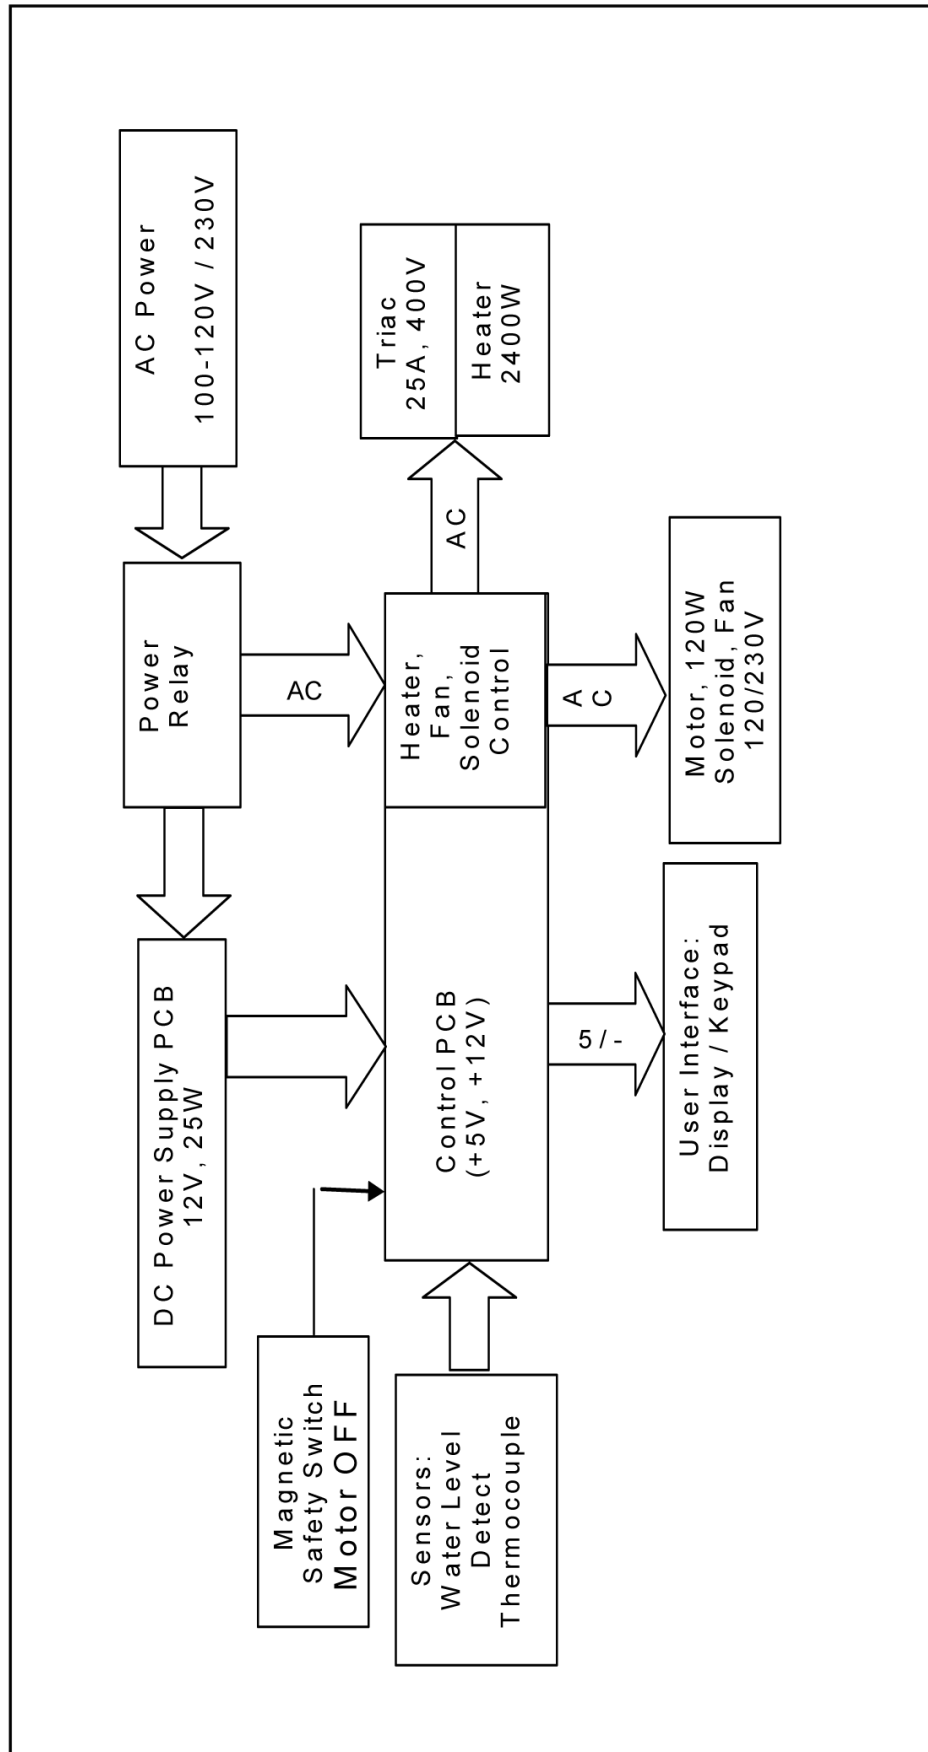 AC Power
100-120V / 230V
Power
Relay
DC Power Supply PCB
12V, 25W
AC
Magnetic
Safety Switch
Motor OFF
Triac
25A, 400V
Heater
2400W
AC
Heater,
Fan,
Solenoid
Control
Control PCB
(+5V, +12V)
Sensors:
Water Level
Detect
Thermocouple
A
C
5 / -
Motor, 120W
Solenoid, Fan
120/230V
User Interface:
Display / Keypad